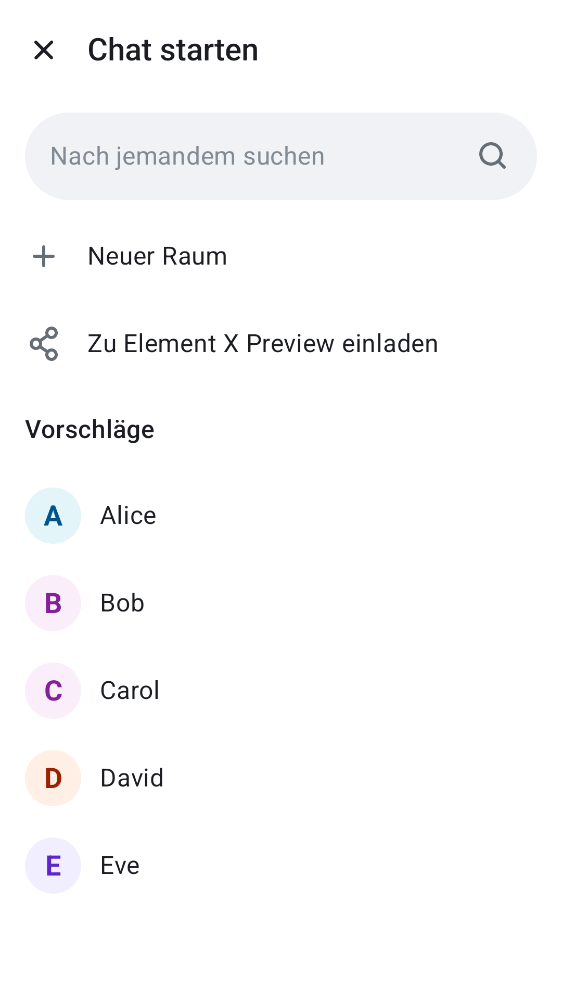 Chat starten
Nach jemandem suchen
Neuer Raum
Zu Element X Preview einladen
Vorschläge
A Alice
B Bob
C Carol
D David
E Eve